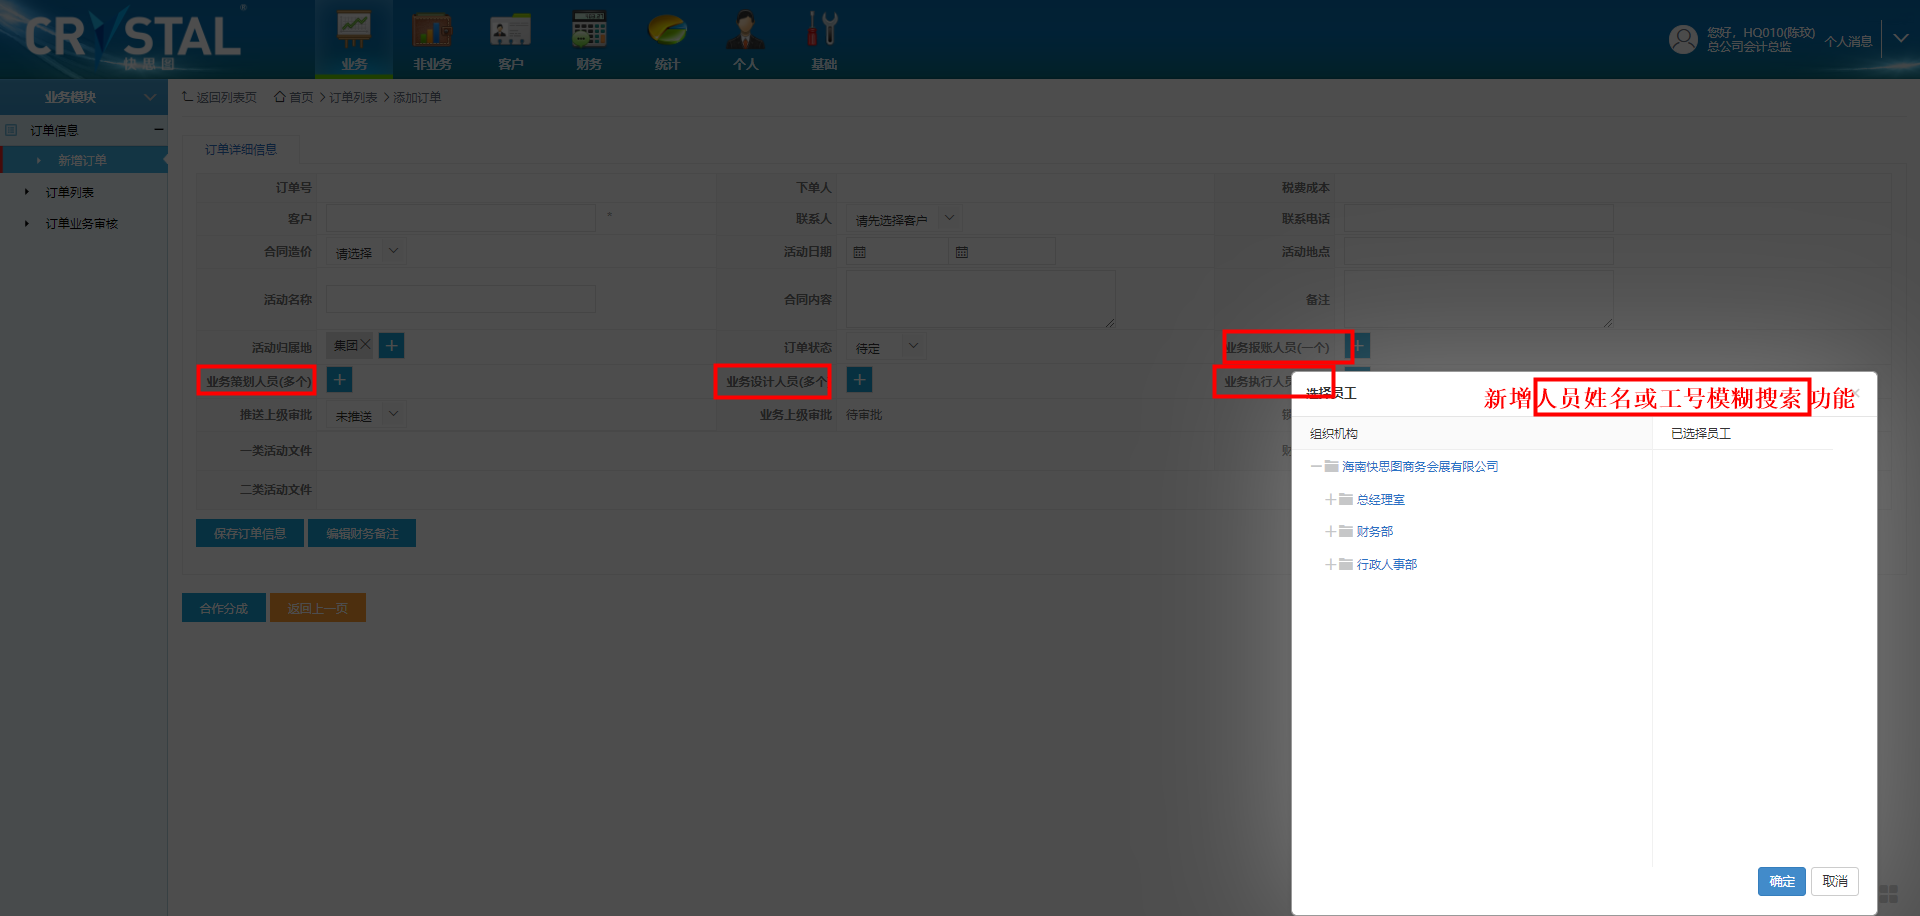 CRYSTAL ®
快思图
业务
非业务
客户
财务
统计
个人
基础
您好，HQ010(陈玟)
总公司会计总监
个人消息
业务模块
返回列表页 首页 订单列表 添加订单
订单信息
新增订单
订单列表
订单业务审核
订单详细信息
订单号 下单人 税费成本
客户 * 联系人 请先选择客户 联系电话
合同造价 请选择 活动日期 活动地点
活动名称 合同内容 备注
活动归属地 集团 订单状态 待定 业务报账人员(一个)
业务策划人员(多个) 业务设计人员(多个 业务执行人员
推送上级审批 未推送 业务上级审批 待审批
一类活动文件
二类活动文件
保存订单信息 编辑财务备注
合作分成 返回上一页
选择员工
新增人员姓名或工号模糊搜索功能
组织机构 已选择员工
海南快思图商务会展有限公司
总经理室
财务部
行政人事部
确定 取消